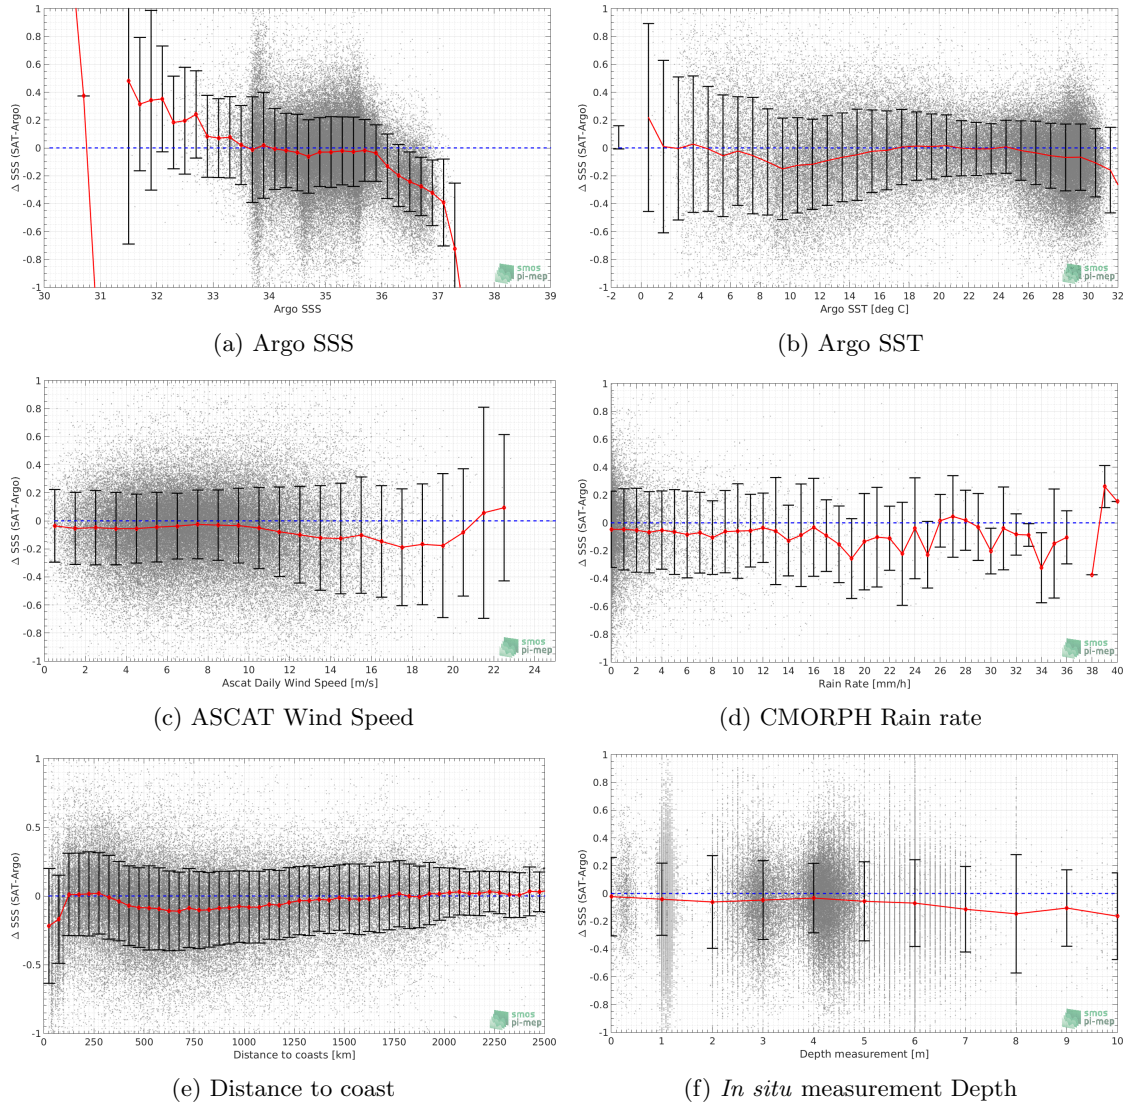 1
0.8
0.6
0.4
0.2
0
-0.2
-0.4
-0.6
-0.8
-1
Δ SSS (SAT-Argo)
30 31 32 33 34 35 36 37 38 39
Argo SSS
smos
pi-mep
(a) Argo SSS
1
0.8
0.6
0.4
0.2
0
-0.2
-0.4
-0.6
-0.8
-1
Δ SSS (SAT-Argo)
-2 0 2 4 6 8 10 12 14 16 18 20 22 24 26 28 30 32
Argo SST [deg C]
smos
pi-mep
(b) Argo SST
1
0.8
0.6
0.4
0.2
0
-0.2
-0.4
-0.6
-0.8
-1
Δ SSS (SAT-Argo)
0 2 4 6 8 10 12 14 16 18 20 22 24
Ascat Daily Wind Speed [m/s]
smos
pi-mep
(c) ASCAT Wind Speed
1
0.8
0.6
0.4
0.2
0
-0.2
-0.4
-0.6
-0.8
-1
Δ SSS (SAT-Argo)
0 2 4 6 8 10 12 14 16 18 20 22 24 26 28 30 32 34 36 38 40
Rain Rate [mm/h]
smos
pi-mep
(d) CMORPH Rain rate
1
0.5
0
-0.5
-1
Δ SSS (SAT-Argo)
0 250 500 750 1000 1250 1500 1750 2000 2250 2500
Distance to coasts [km]
smos
pi-mep
(e) Distance to coast
1
0.8
0.6
0.4
0.2
0
-0.2
-0.4
-0.6
-0.8
-1
Δ SSS (SAT-Argo)
0 1 2 3 4 5 6 7 8 9 10
Depth measurement [m]
smos
pi-mep
(f) In situ measurement Depth